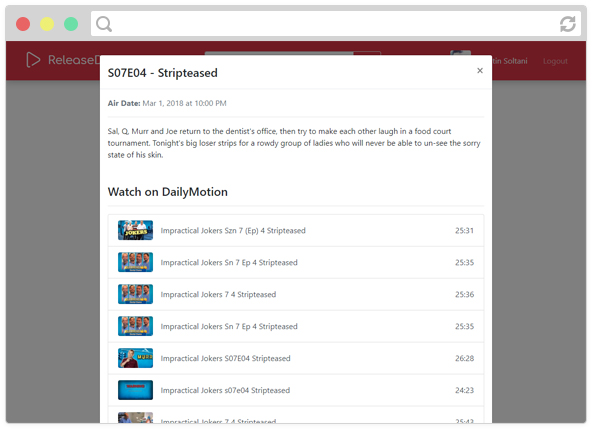 ReleaseD
tin Soltani
Logout
S07E04 - Stripteased
×
Air Date: Mar 1, 2018 at 10:00 PM
Sal, Q, Murr and Joe return to the dentist's office, then try to make each other laugh in a food court
tournament. Tonight's big loser strips for a rowdy group of ladies who will never be able to un-see the sorry
state of his skin.
Watch on DailyMotion
JOKERS
Impractical Jokers Szn 7 (Ep) 4 Stripteased 25:31
Impractical Jokers Sn 7 Ep 4 Stripteased 25:35
Impractical Jokers 7 4 Stripteased 25:36
Impractical Jokers Sn 7 Ep 4 Stripteased 25:35
Impractical Jokers S07E04 Stripteased 26:28
Impractical Jokers s07e04 Stripteased 24:23
Impractical Jokers 7 4 Stripteased 25:43